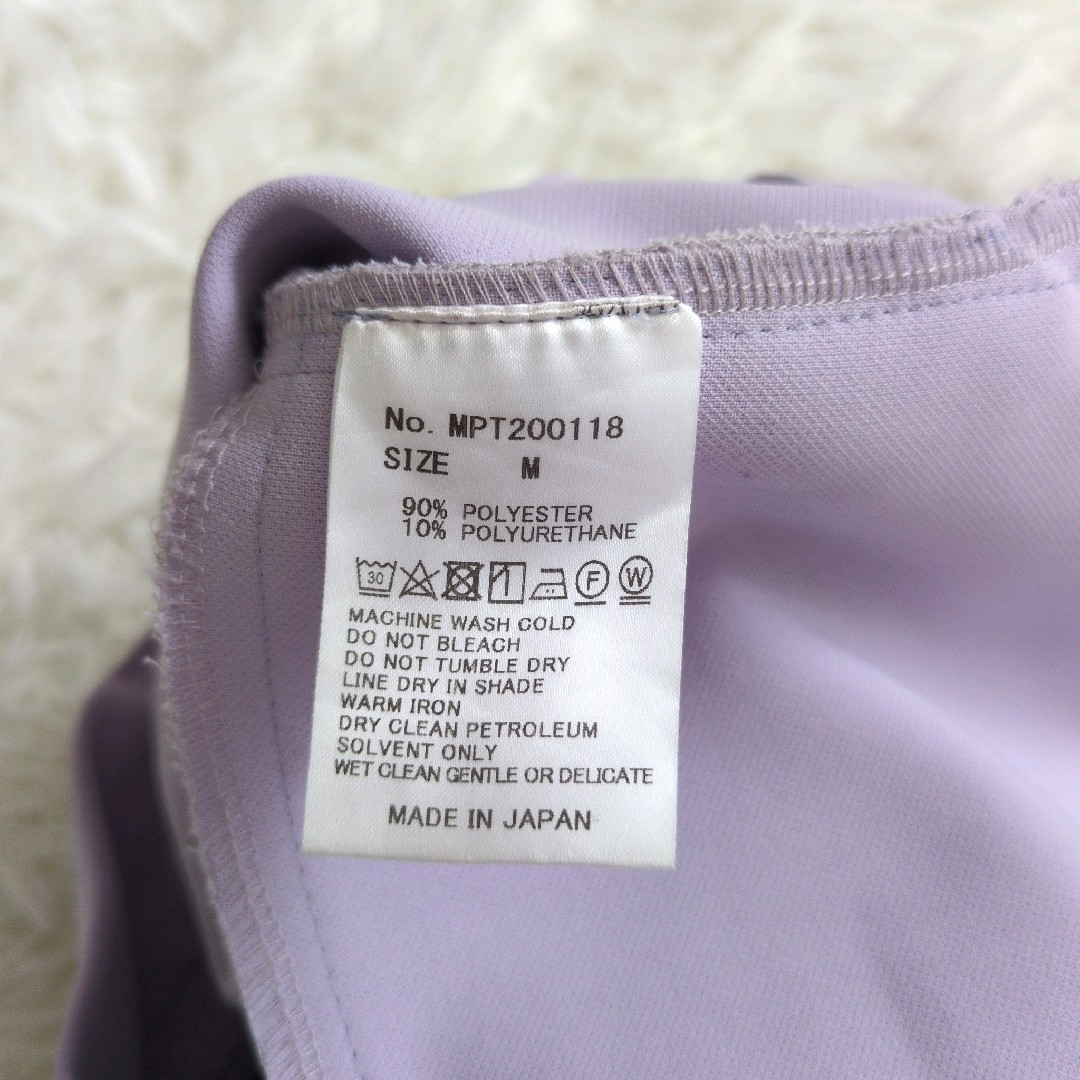 No. MPT200118
SIZE M
90% POLYESTER
10% POLYURETHANE
30 F W
MACHINE WASH COLD
DO NOT BLEACH
DO NOT TUMBLE DRY
LINE DRY IN SHADE
WARM IRON
DRY CLEAN PETROLEUM
SOLVENT ONLY
WET CLEAN GENTLE OR DELICATE
MADE IN JAPAN